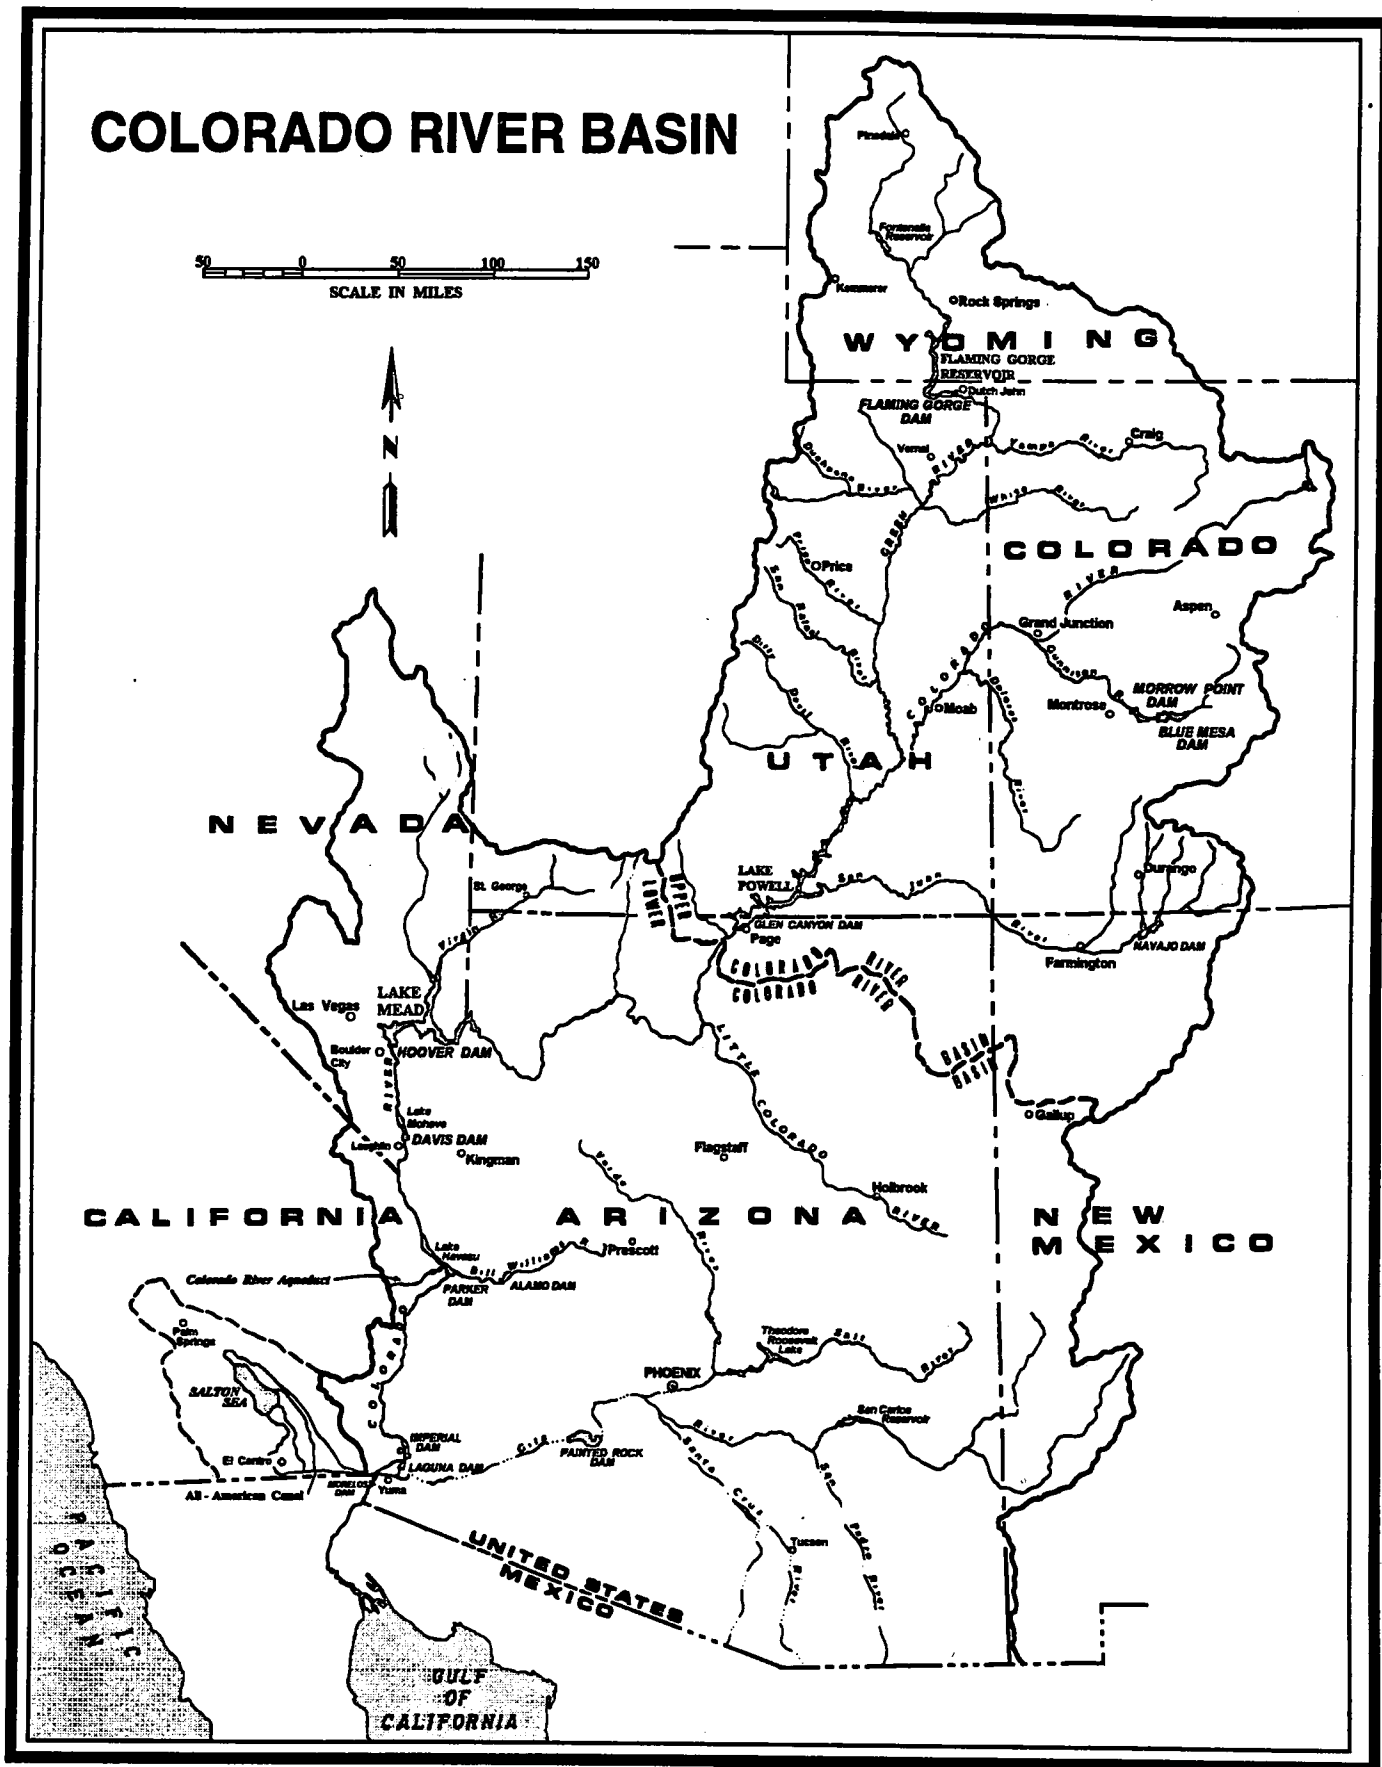 COLORADO RIVER BASIN
50 0 50 100 150
SCALE IN MILES
N
Pinedale
Fontenelle
Reservoir
Kemmerer
Rock Springs
WYOMING
FLAMING GORGE
RESERVOIR
Dutch John
FLAMING GORGE
DAM
Vernal
GREEN RIVER
Yampa River
Craig
Duchesne River
White River
COLORADO
Price River
Price
San Rafael River
COLORADO RIVER
Aspen
Grand Junction
Gunnison R
Dirty Devil River
Moab
Dolores River
Montrose
MORROW POINT
DAM
BLUE MESA
DAM
UTAH
NEVADA
St. George
UPPER
LOWER
LAKE
POWELL
San Juan River
Durango
GLEN CANYON DAM
Page
NAVAJO DAM
Farmington
Virgin
COLORADO RIVER BASIN
COLORADO RIVER BASIN
Las Vegas
LAKE
MEAD
Boulder
City
HOOVER DAM
RIVER
LITTLE COLORADO RIVER
Gallup
Lake
Mohave
DAVIS DAM
Laughlin
Kingman
Verde River
Flagstaff
Holbrook
CALIFORNIA
ARIZONA
NEW
MEXICO
Lake
Havasu
Bill Williams R
Prescott
Colorado River Aqueduct
PARKER
DAM
ALAMO DAM
Palm
Springs
COLORA
Theodore
Roosevelt
Lake
Salt River
PHOENIX
SALTON
SEA
San Carlos
Reservoir
IMPERIAL
DAM
Gila River
PAINTED ROCK
DAM
El Centro
LAGUNA DAM
MORELOS
DAM
Yuma
All-American Canal
Santa Cruz River
San Pedro River
Tucson
UNITED STATES
MEXICO
PACIFIC
OCEAN
GULF
OF
CALIFORNIA